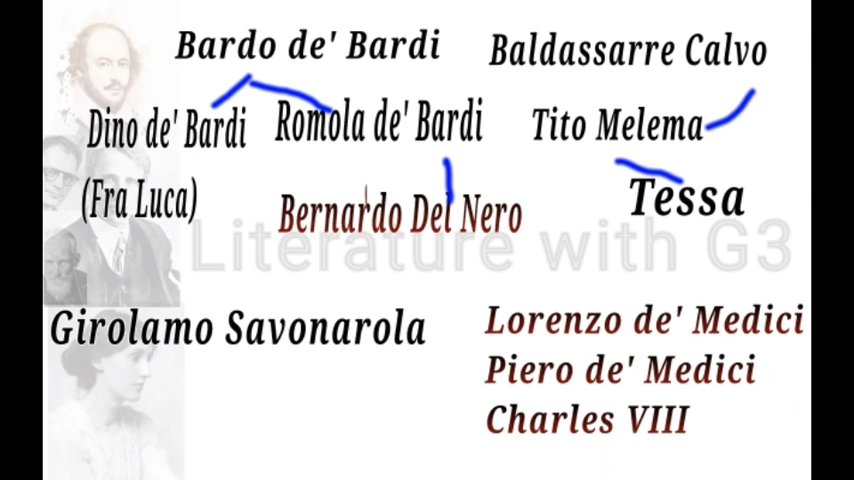 Bardo de' Bardi
Baldassarre Calvo
Dino de' Bardi
Romola de' Bardi
Tito Melema
(Fra Luca)
Bernardo Del Nero
Tessa
Literature with G3
Girolamo Savonarola
Lorenzo de' Medici
Piero de' Medici
Charles VIII